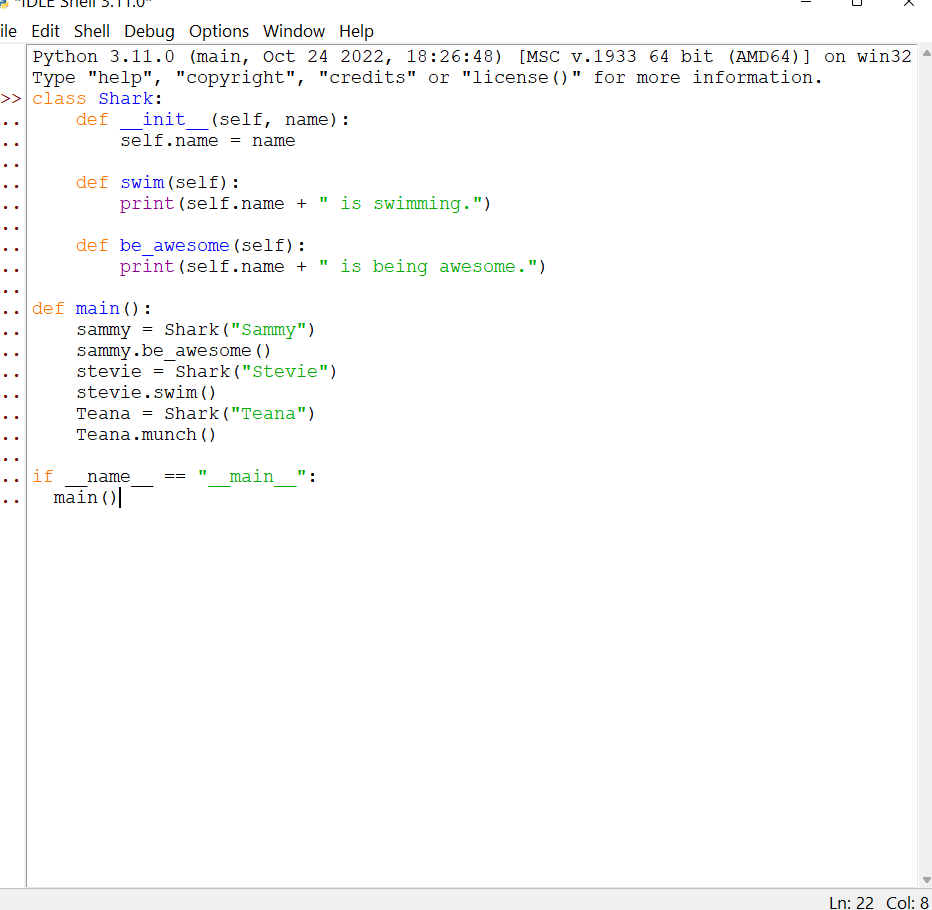 *IDLE Shell 3.11.0*
ile Edit Shell Debug Options Window Help
Python 3.11.0 (main, Oct 24 2022, 18:26:48) [MSC v.1933 64 bit (AMD64)] on win32
Type "help", "copyright", "credits" or "license()" for more information.
>> class Shark:
..     def __init__(self, name):
..         self.name = name
..
..     def swim(self):
..         print(self.name + " is swimming.")
..
..     def be_awesome(self):
..         print(self.name + " is being awesome.")
..
.. def main():
..     sammy = Shark("Sammy")
..     sammy.be_awesome()
..     stevie = Shark("Stevie")
..     stevie.swim()
..     Teana = Shark("Teana")
..     Teana.munch()
..
.. if __name__ == "__main__":
..   main()
Ln: 22 Col: 8